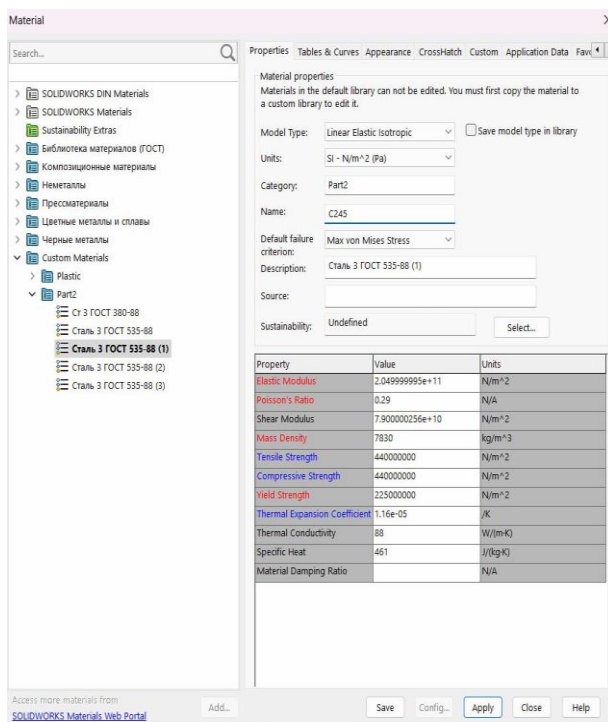 Material
Search...
SOLIDWORKS DIN Materials
SOLIDWORKS Materials
Sustainability Extras
Библиотека материалов (ГОСТ)
Композиционные материалы
Неметаллы
Прессматериалы
Цветные металлы и сплавы
Черные металлы
Custom Materials
Plastic
Part2
Ст 3 ГОСТ 380-88
Сталь 3 ГОСТ 535-88
Сталь 3 ГОСТ 535-88 (1)
Сталь 3 ГОСТ 535-88 (2)
Сталь 3 ГОСТ 535-88 (3)
Access more materials from
SOLIDWORKS Materials Web Portal
Add...
Properties Tables & Curves Appearance CrossHatch Custom Application Data Favo
Material properties
Materials in the default library can not be edited. You must first copy the material to
a custom library to edit it.
Model Type: Linear Elastic Isotropic Save model type in library
Units: SI - N/m^2 (Pa)
Category: Part2
Name: C245
Default failure
criterion: Max von Mises Stress
Description: Сталь 3 ГОСТ 535-88 (1)
Source:
Sustainability: Undefined Select...
Property Value Units
Elastic Modulus 2.049999995e+11 N/m^2
Poisson's Ratio 0.29 N/A
Shear Modulus 7.900000256e+10 N/m^2
Mass Density 7830 kg/m^3
Tensile Strength 440000000 N/m^2
Compressive Strength 440000000 N/m^2
Yield Strength 225000000 N/m^2
Thermal Expansion Coefficient 1.16e-05 /K
Thermal Conductivity 88 W/(m·K)
Specific Heat 461 J/(kg·K)
Material Damping Ratio N/A
Save Config... Apply Close Help